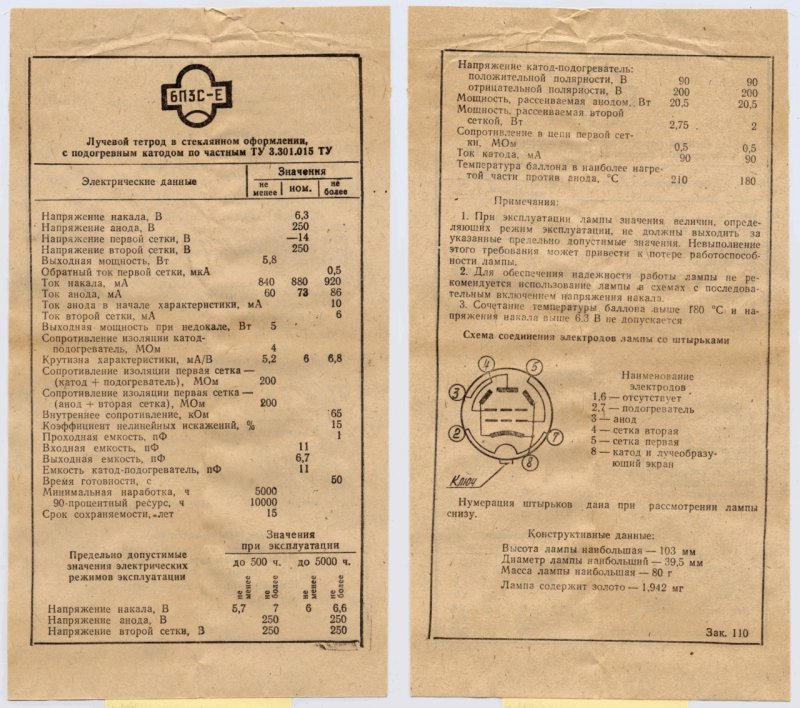 6П3С-Е
Лучевой тетрод в стеклянном оформлении,
с подогревным катодом по частным ТУ 3.301.015 ТУ
Электрические данные
Значения
не менее | ном. | не более
Напряжение накала, В 6,3
Напряжение анода, В 250
Напряжение первой сетки, В —14
Напряжение второй сетки, В 250
Выходная мощность, Вт 5,8
Обратный ток первой сетки, мкА 0,5
Ток накала, мА 840 880 920
Ток анода, мА 60 73 86
Ток анода в начале характеристики, мА 10
Ток второй сетки, мА 6
Выходная мощность при недокале, Вт 5
Сопротивление изоляции катод-
подогреватель, МОм 4
Крутизна характеристики, мА/В 5,2 6 6,8
Сопротивление изоляции первая сетка —
(катод + подогреватель), МОм 200
Сопротивление изоляции первая сетка —
(анод + вторая сетка), МОм 200
Внутреннее сопротивление, кОм 65
Коэффициент нелинейных искажений, % 15
Проходная емкость, пФ 1
Входная емкость, пФ 11
Выходная емкость, пФ 6,7
Емкость катод-подогреватель, пФ 11
Время готовности, с 50
Минимальная наработка, ч 5000
90-процентный ресурс, ч 10000
Срок сохраняемости, лет 15
Предельно допустимые
значения электрических
режимов эксплуатации
Значения
при эксплуатации
до 500 ч. до 5000 ч.
не менее не более не менее не более
Напряжение накала, В 5,7 7 6 6,6
Напряжение анода, В 250 250
Напряжение второй сетки, В 250 250
Напряжение катод-подогреватель:
положительной полярности, В 90 90
отрицательной полярности, В 200 200
Мощность, рассеиваемая анодом, Вт 20,5 20,5
Мощность, рассеиваемая второй
сеткой, Вт 2,75 2
Сопротивление в цепи первой сет-
ки, МОм 0,5 0,5
Ток катода, мА 90 90
Температура баллона в наиболее нагре-
той части против анода, °С 210 180
Примечания:
1. При эксплуатации лампы значения величин, опреде-
ляющих режим эксплуатации, не должны выходить за
указанные предельно допустимые значения. Невыполнение
этого требования может привести к потере работоспособ-
ности лампы.
2. Для обеспечения надежности работы лампы не ре-
комендуется использование лампы в схемах с последова-
тельным включением напряжения накала.
3. Сочетание температуры баллона выше 180 °С и на-
пряжения накала выше 6,3 В не допускается
Схема соединения электродов лампы со штырьками
4
5
3
2
7
8
Ключ
Наименование
электродов
1,6 — отсутствует
2,7 — подогреватель
3 — анод
4 — сетка вторая
5 — сетка первая
8 — катод и лучеобразу-
ющий экран
Нумерация штырьков дана при рассмотрении лампы
снизу.
Конструктивные данные:
Высота лампы наибольшая — 103 мм
Диаметр лампы наибольший — 39,5 мм
Масса лампы наибольшая — 80 г
Лампа содержит золото — 1,942 мг
Зак. 110